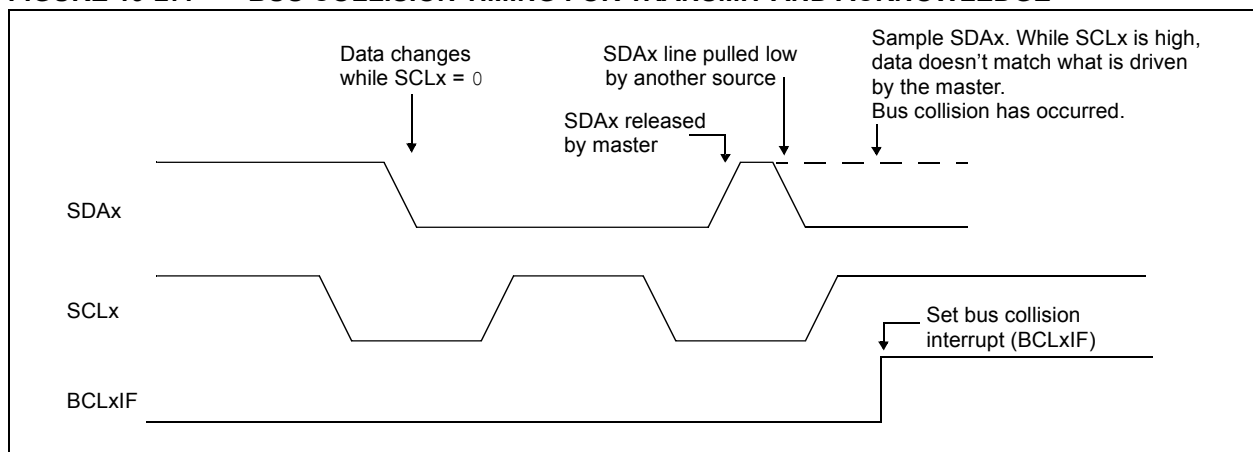 Data changes
while SCLx = 0
SDAx line pulled low
by another source
Sample SDAx. While SCLx is high,
data doesn't match what is driven
by the master.
Bus collision has occurred.
SDAx released
by master
SDAx
SCLx
Set bus collision
interrupt (BCLxIF)
BCLxIF